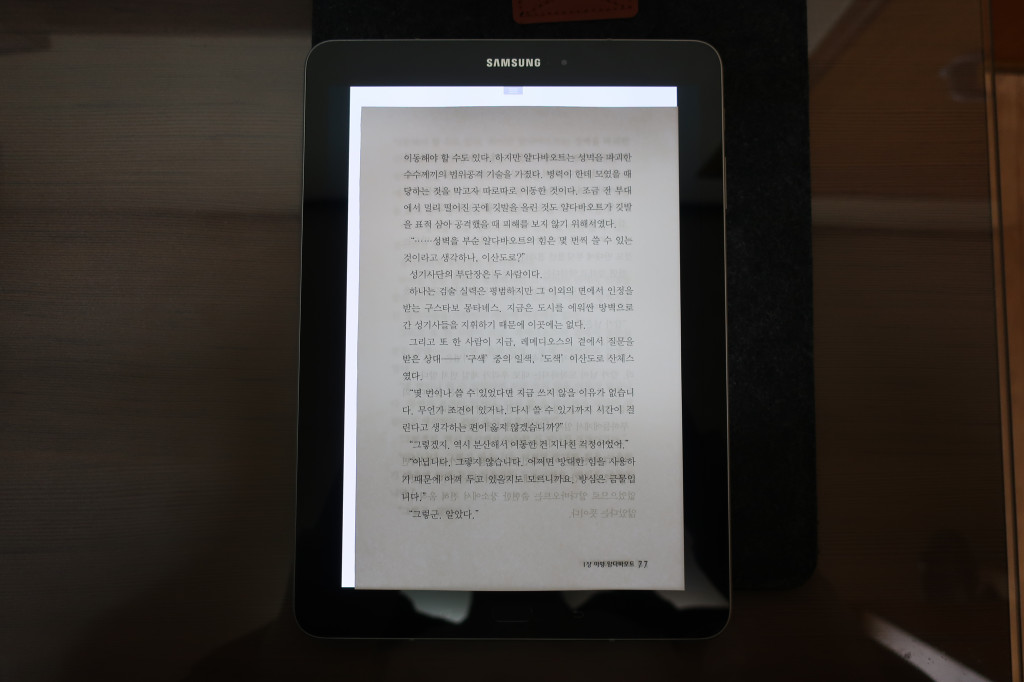 SAMSUNG
이동해야 할 수도 있다. 하지만 얄다바오트는 성벽을 파괴한
수수께끼의 범위공격 기술을 가졌다. 병력이 한데 모였을 때
당하는 것을 막고자 따로따로 이동한 것이다. 조금 전 부대
에서 멀리 떨어진 곳에 깃발을 올린 것도 얄다바오트가 깃발
을 표적 삼아 공격했을 때 피해를 보지 않기 위해서였다.
“……성벽을 부순 얄다바오트의 힘은 몇 번씩 쓸 수 있는
것이라고 생각하나, 이산도로?”
성기사단의 부단장은 두 사람이다.
하나는 검술 실력은 평범하지만 그 이외의 면에서 인정을
받는 구스타보 몽타녜스. 지금은 도시를 에워싼 방벽으로
간 성기사들을 지휘하기 때문에 이곳에는 없다.
그리고 또 한 사람이 지금, 레메디오스의 곁에서 질문을
받은 상대── ‘구색’ 중의 일색, ‘도색’ 이산도로 산체스
였다.
“몇 번이나 쓸 수 있었다면 지금 쓰지 않을 이유가 없습니
다. 무언가 조건이 있거나, 다시 쓸 수 있기까지 시간이 걸
린다고 생각하는 편이 옳지 않겠습니까?”
“그렇겠지. 역시 분산해서 이동한 건 지나친 걱정이었어.”
“아닙니다. 그렇지 않습니다. 어쩌면 방대한 힘을 사용하
기 때문에 아껴 두고 있을지도 모르니까요. 방심은 금물입
니다.”
“그렇군. 알았다.”
1장 마황 얄다바오트 77